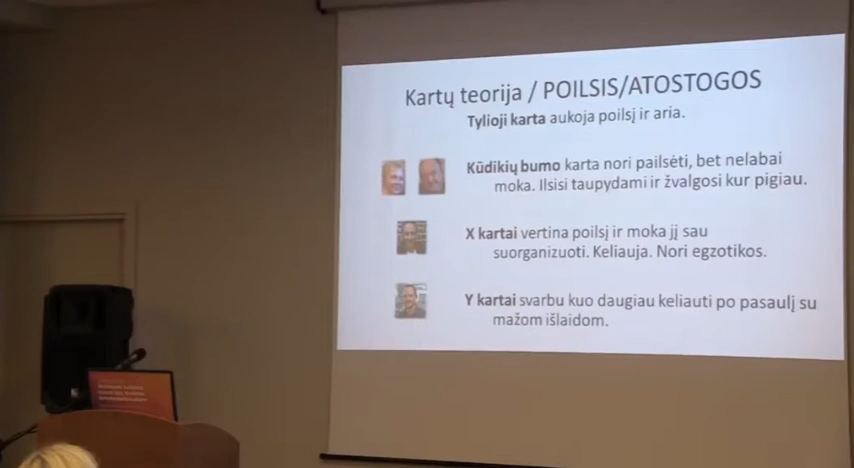 Kartų teorija / POILSIS/ATOSTOGOS
Tylioji karta aukoja poilsį ir aria.
Kūdikių bumo karta nori pailsėti, bet nelabai
moka. Ilsisi taupydami ir žvalgosi kur pigiau.
X kartai vertina poilsį ir moka jį sau
suorganizuoti. Keliauja. Nori egzotikos.
Y kartai svarbu kuo daugiau keliauti po pasaulį su
mažom išlaidom.